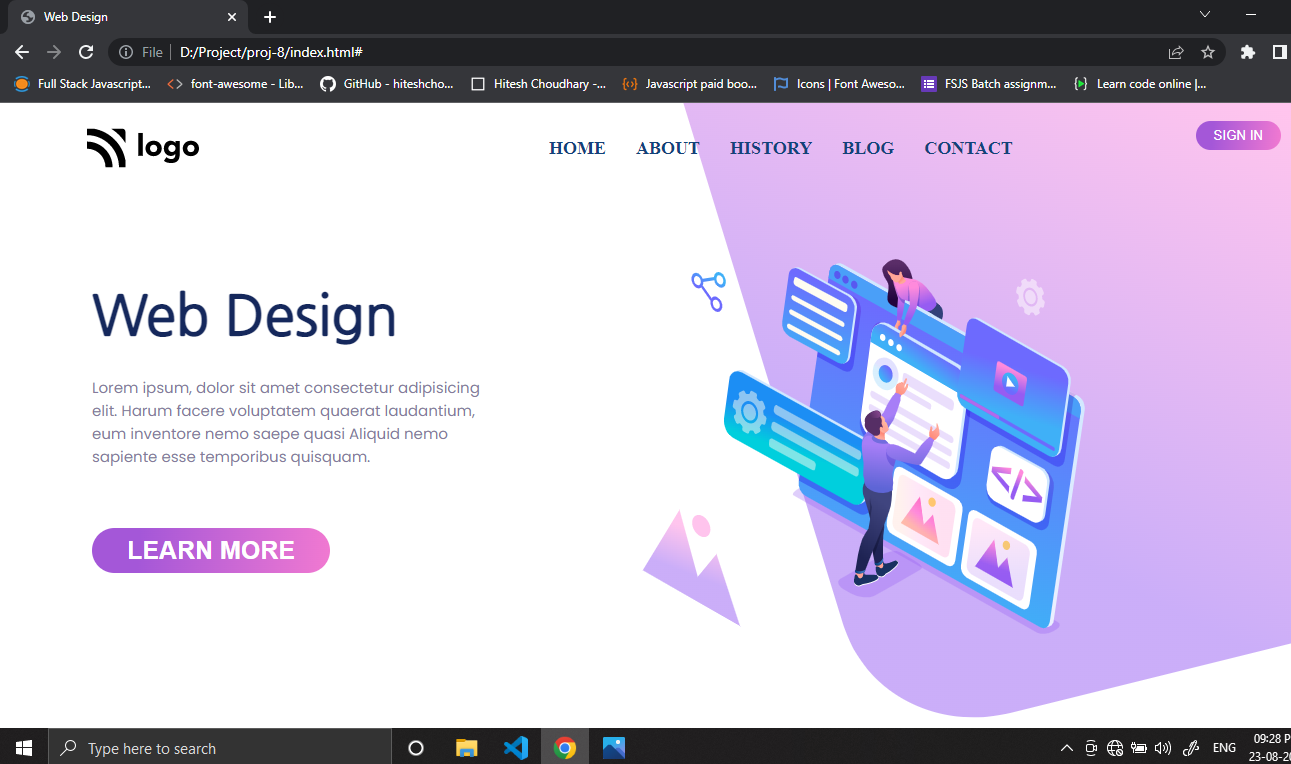 Web Design
File
D:/Project/proj-8/index.html#
Full Stack Javascript...
font-awesome - Lib...
GitHub - hiteshcho...
Hitesh Choudhary -...
Javascript paid boo...
Icons | Font Aweso...
FSJS Batch assignm...
Learn code online |...
logo
HOME
ABOUT
HISTORY
BLOG
CONTACT
SIGN IN
Web Design
Lorem ipsum, dolor sit amet consectetur adipisicing
elit. Harum facere voluptatem quaerat laudantium,
eum inventore nemo saepe quasi Aliquid nemo
sapiente esse temporibus quisquam.
LEARN MORE
</>
Type here to search
ENG
09:28 P
23-08-20